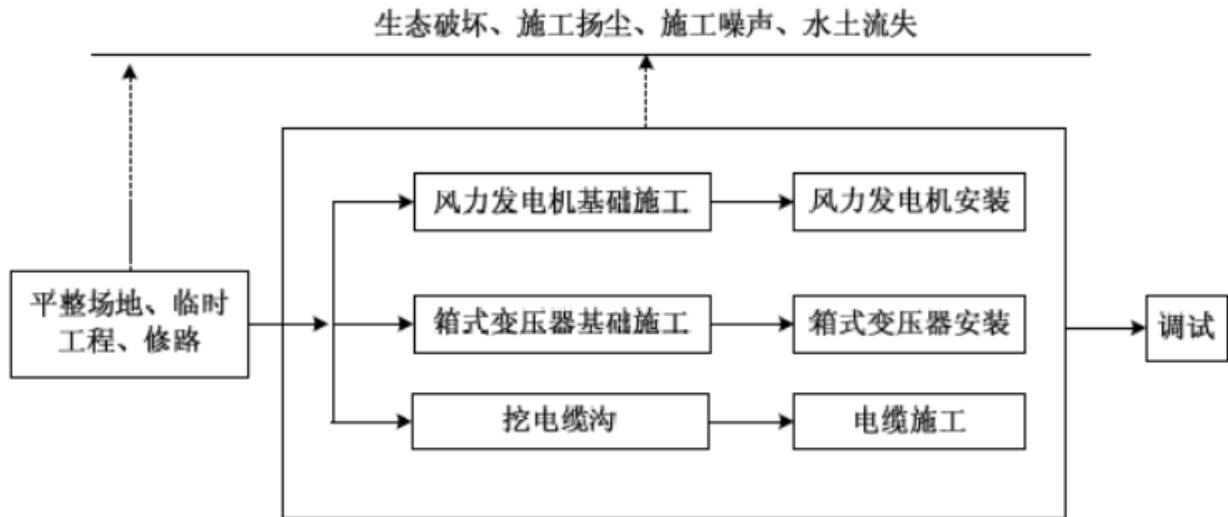 生态破坏、施工扬尘、施工噪声、水土流失
风力发电机基础施工
风力发电机安装
平整场地、临时
工程、修路
箱式变压器基础施工
箱式变压器安装
调试
挖电缆沟
电缆施工